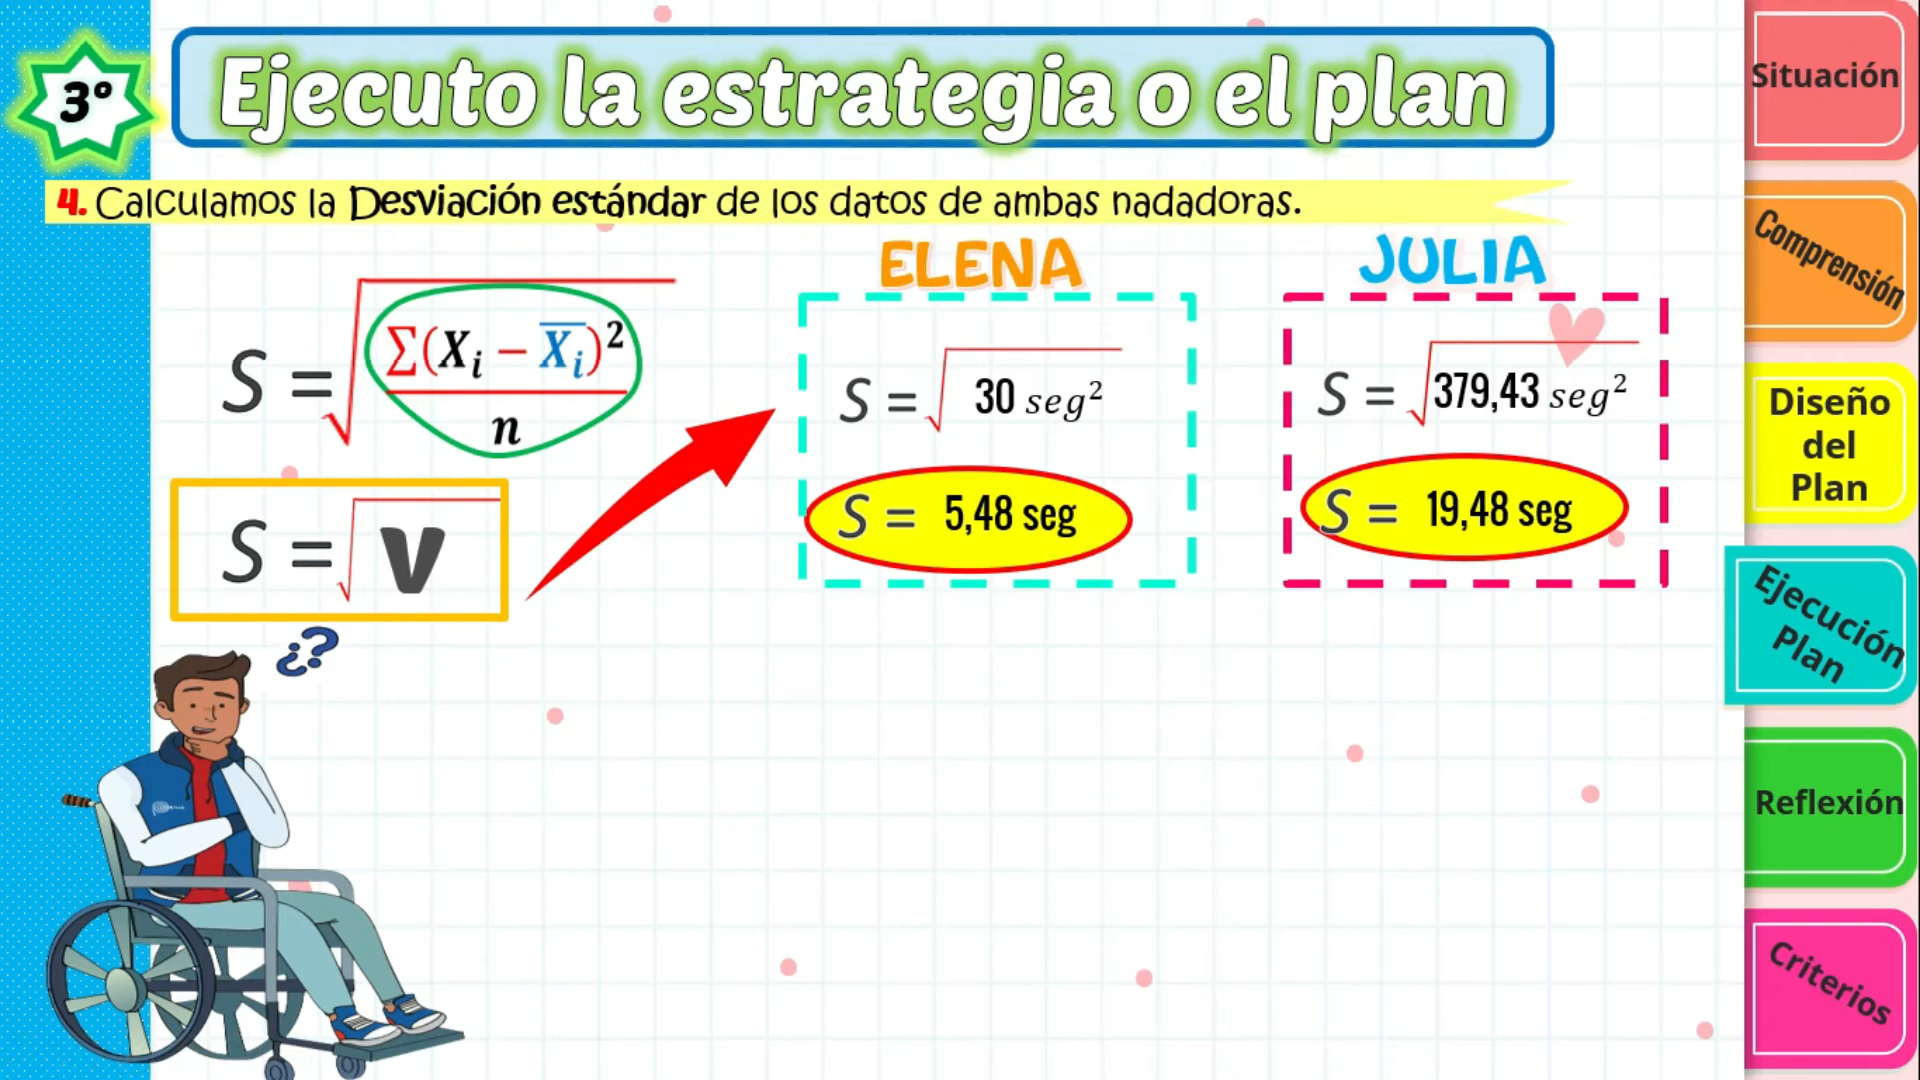 3°
Ejecuto la estrategia o el plan
4. Calculamos la Desviación estándar de los datos de ambas nadadoras.
S = √(∑(Xᵢ − X̅ᵢ)² / n)
S = √V
¿?
ELENA
S = √30 seg²
S = 5,48 seg
JULIA
S = √379,43 seg²
S = 19,48 seg
Situación
Comprensión
Diseño
del
Plan
Ejecución
Plan
Reflexión
Criterios